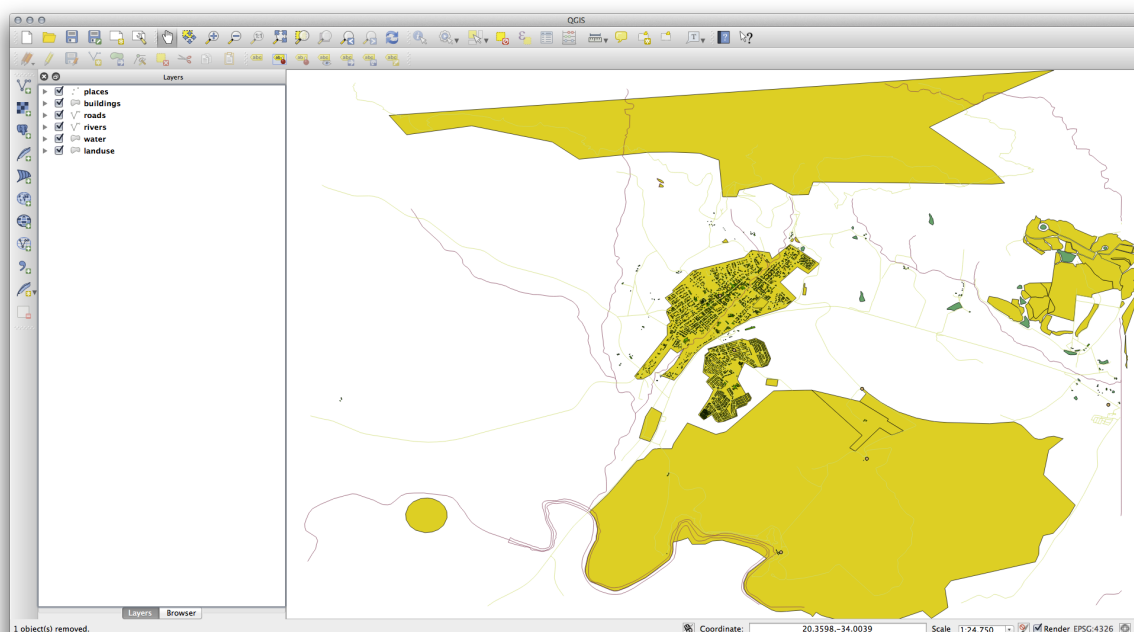 QGIS
Layers
places
buildings
roads
rivers
water
landuse
Layers Browser
1 object(s) removed.
Coordinate: 20.3598,-34.0039 Scale 1:24,750 Render EPSG:4326